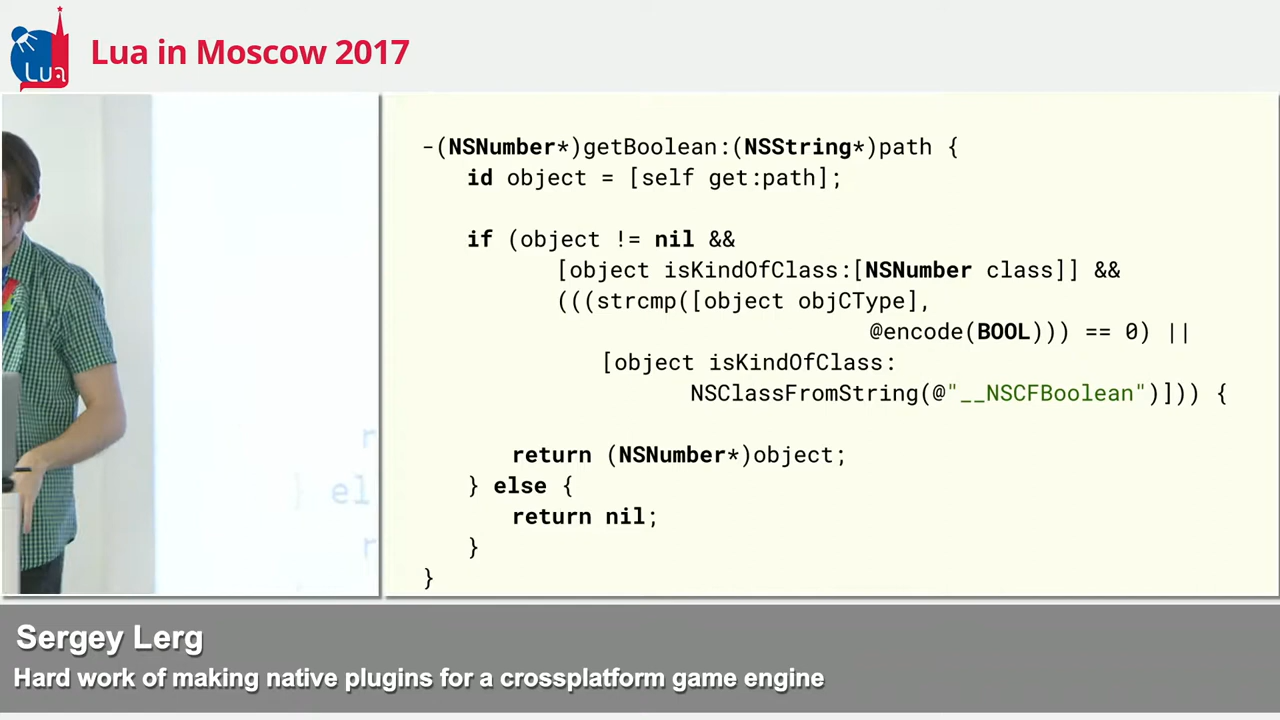 Lua in Moscow 2017
Lua
-(NSNumber*)getBoolean:(NSString*)path {
id object = [self get:path];
if (object != nil &&
[object isKindOfClass:[NSNumber class]] &&
(((strcmp([object objCType],
@encode(BOOL))) == 0) ||
[object isKindOfClass:
NSClassFromString(@"__NSCFBoolean")])) {
return (NSNumber*)object;
} else {
return nil;
}
}
r
} el
r
Sergey Lerg
Hard work of making native plugins for a crossplatform game engine